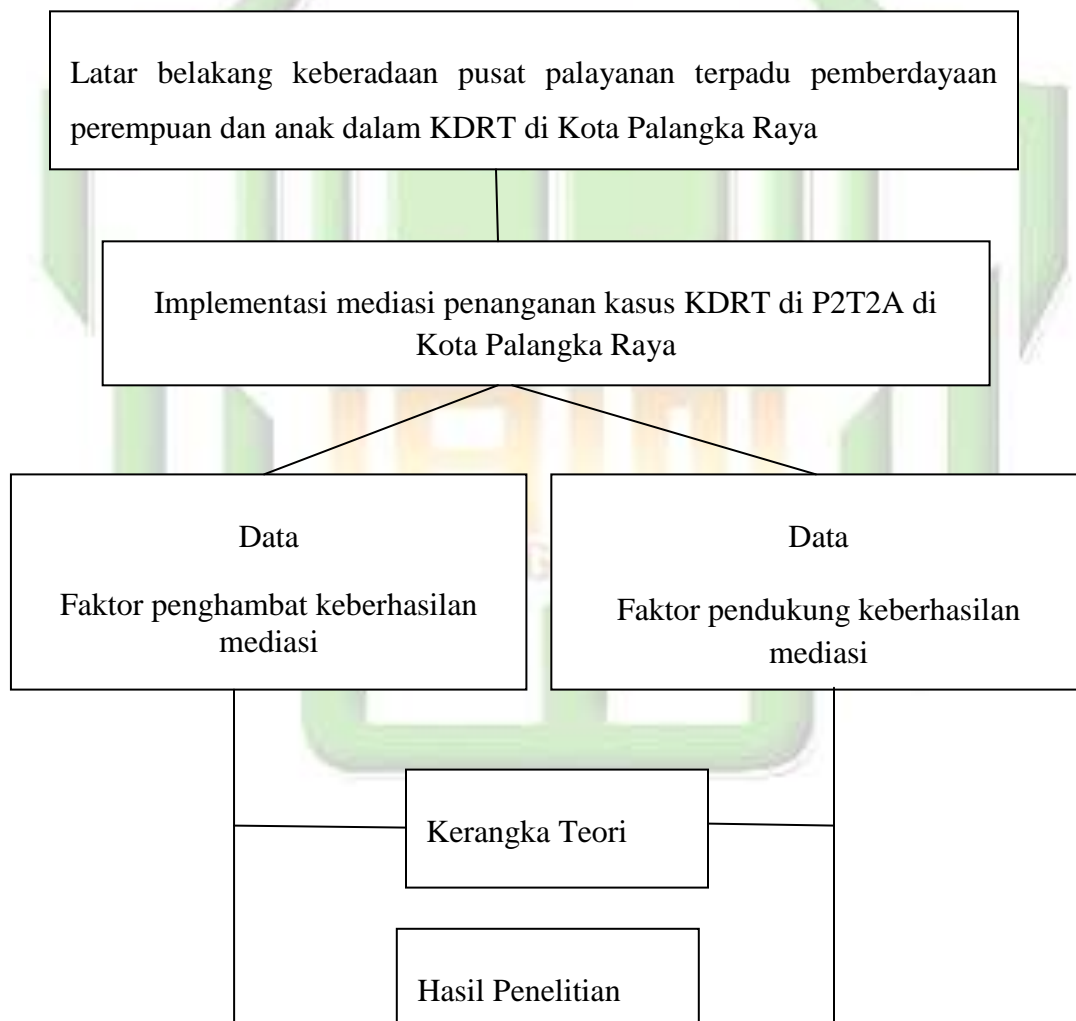 Latar belakang keberadaan pusat palayanan terpadu pemberdayaan
perempuan dan anak dalam KDRT di Kota Palangka Raya
Implementasi mediasi penanganan kasus KDRT di P2T2A di
Kota Palangka Raya
Data
Faktor penghambat keberhasilan
mediasi
Data
Faktor pendukung keberhasilan
mediasi
Kerangka Teori
Hasil Penelitian